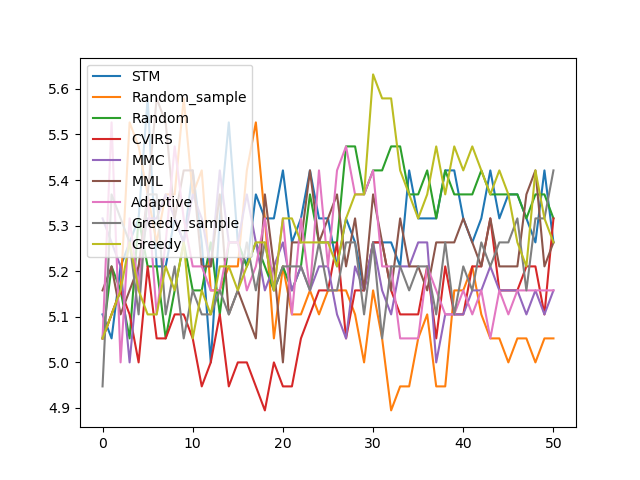 5.6
5.5
5.4
5.3
5.2
5.1
5.0
4.9
STM
Random_sample
Random
CVIRS
MMC
MML
Adaptive
Greedy_sample
Greedy
0 10 20 30 40 50